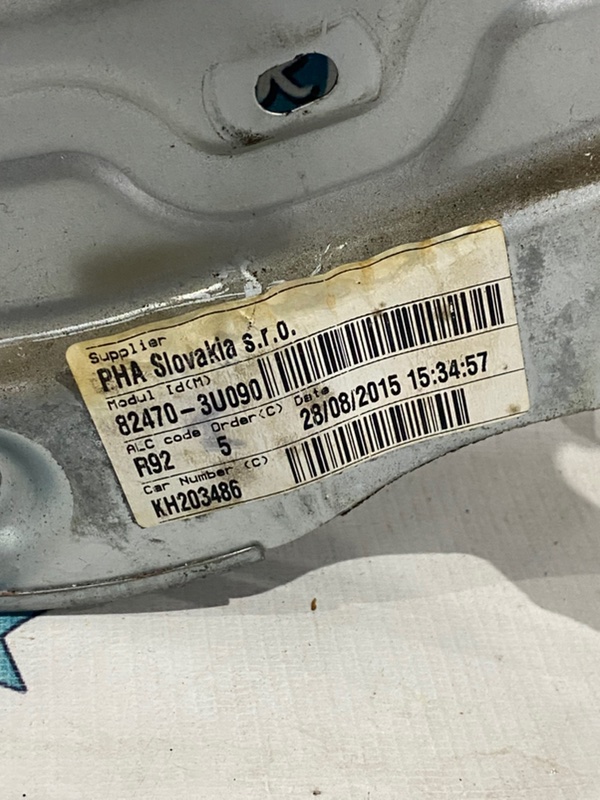 Supplier
PHA Slovakia s.r.o.
Modul Id(M)
82470-3U090
ALC code Order(C) Date
R92 5 28/08/2015 15:34:57
Car Number (C)
KH203486